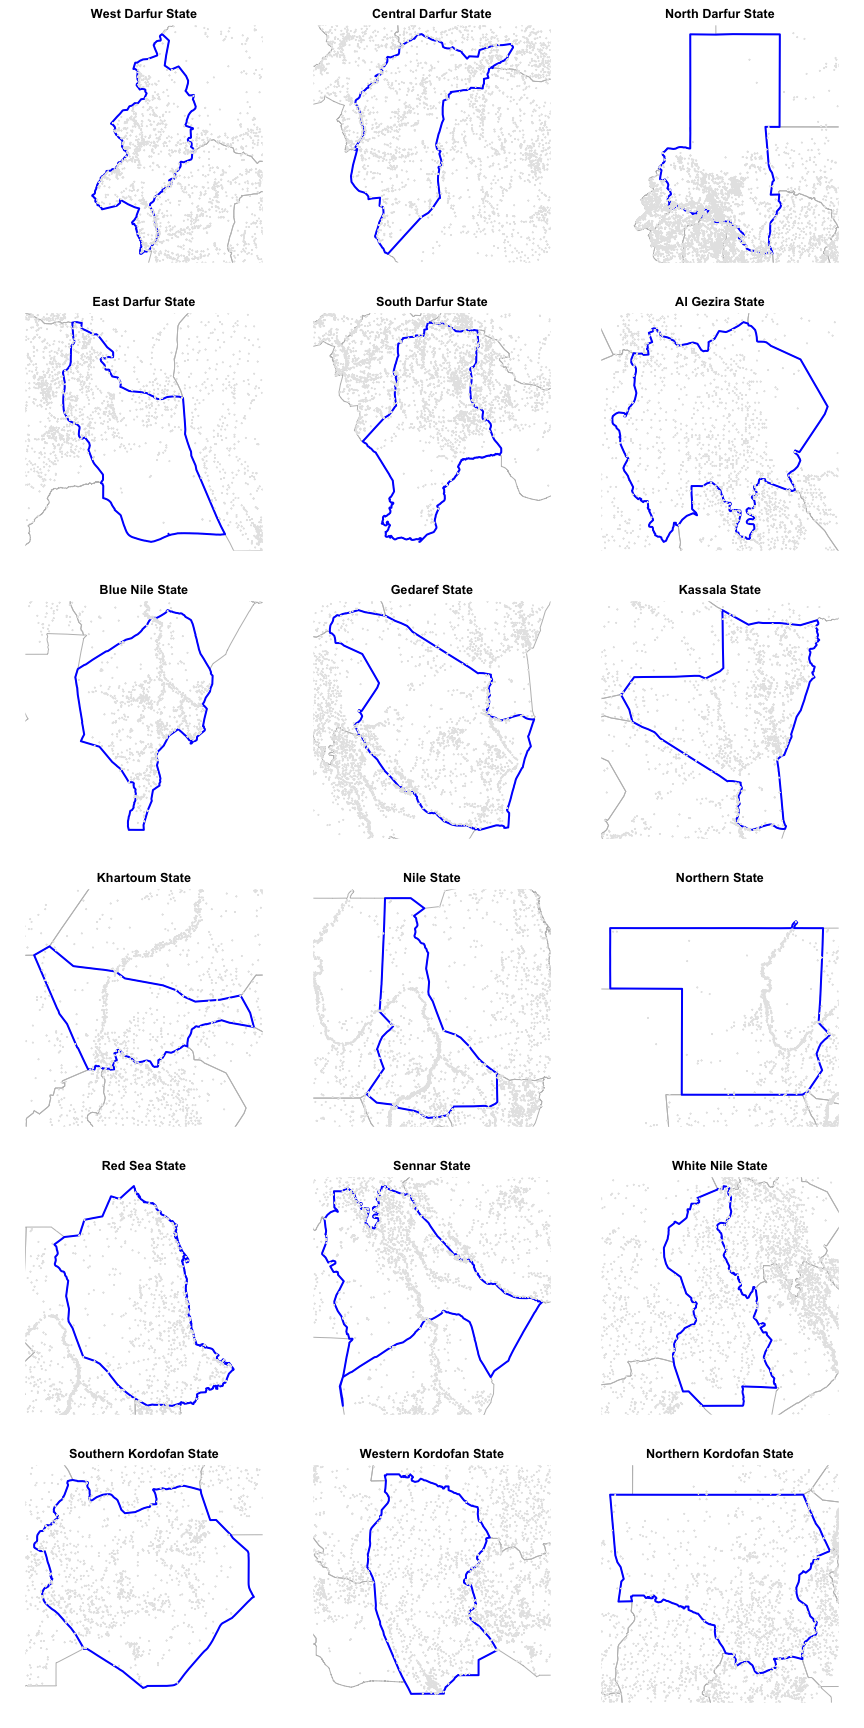 West Darfur State
Central Darfur State
North Darfur State
East Darfur State
South Darfur State
Al Gezira State
Blue Nile State
Gedaref State
Kassala State
Khartoum State
Nile State
Northern State
Red Sea State
Sennar State
White Nile State
Southern Kordofan State
Western Kordofan State
Northern Kordofan State